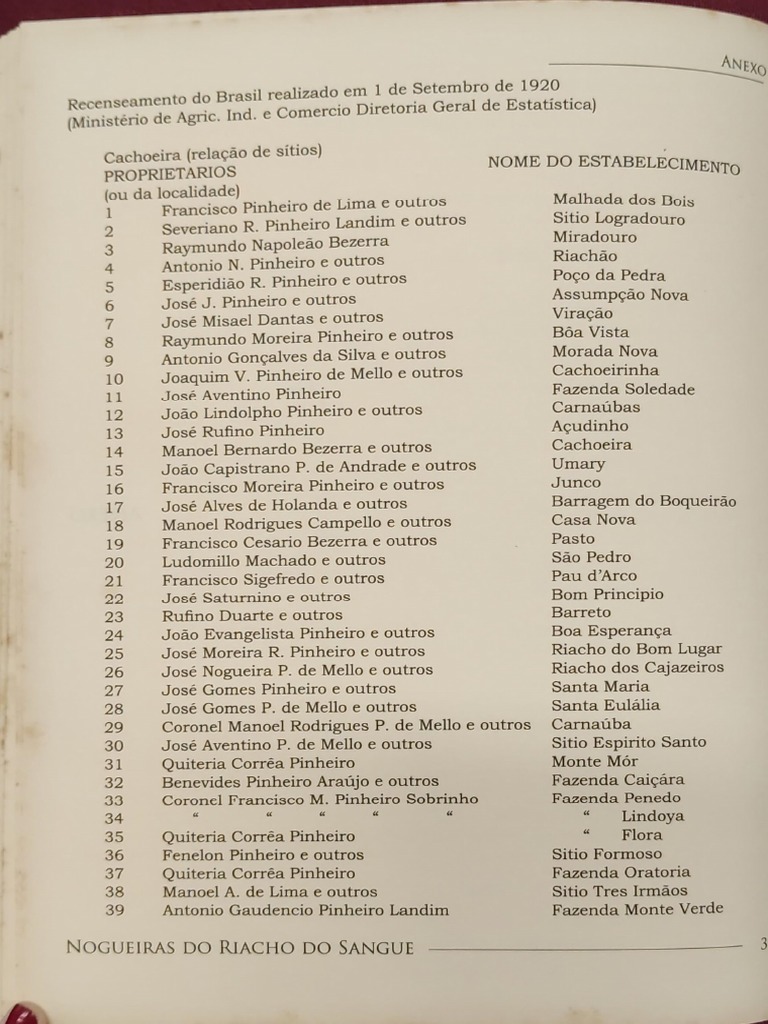 ANEXO
Recenseamento do Brasil realizado em 1 de Setembro de 1920
(Ministério de Agric. Ind. e Comercio Diretoria Geral de Estatística)
Cachoeira (relação de sítios)
PROPRIETARIOS NOME DO ESTABELECIMENTO
(ou da localidade)
1 Francisco Pinheiro de Lima e outros Malhada dos Bois
2 Severiano R. Pinheiro Landim e outros Sitio Logradouro
3 Raymundo Napoleão Bezerra Miradouro
4 Antonio N. Pinheiro e outros Riachão
5 Esperidião R. Pinheiro e outros Poço da Pedra
6 José J. Pinheiro e outros Assumpção Nova
7 José Misael Dantas e outros Viração
8 Raymundo Moreira Pinheiro e outros Bôa Vista
9 Antonio Gonçalves da Silva e outros Morada Nova
10 Joaquim V. Pinheiro de Mello e outros Cachoeirinha
11 José Aventino Pinheiro Fazenda Soledade
12 João Lindolpho Pinheiro e outros Carnaúbas
13 José Rufino Pinheiro Açudinho
14 Manoel Bernardo Bezerra e outros Cachoeira
15 João Capistrano P. de Andrade e outros Umary
16 Francisco Moreira Pinheiro e outros Junco
17 José Alves de Holanda e outros Barragem do Boqueirão
18 Manoel Rodrigues Campello e outros Casa Nova
19 Francisco Cesario Bezerra e outros Pasto
20 Ludomillo Machado e outros São Pedro
21 Francisco Sigefredo e outros Pau d'Arco
22 José Saturnino e outros Bom Principio
23 Rufino Duarte e outros Barreto
24 João Evangelista Pinheiro e outros Boa Esperança
25 José Moreira R. Pinheiro e outros Riacho do Bom Lugar
26 José Nogueira P. de Mello e outros Riacho dos Cajazeiros
27 José Gomes Pinheiro e outros Santa Maria
28 José Gomes P. de Mello e outros Santa Eulália
29 Coronel Manoel Rodrigues P. de Mello e outros Carnaúba
30 José Aventino P. de Mello e outros Sitio Espirito Santo
31 Quiteria Corrêa Pinheiro Monte Mór
32 Benevides Pinheiro Araújo e outros Fazenda Caiçára
33 Coronel Francisco M. Pinheiro Sobrinho Fazenda Penedo
34 “ “ “ “ “ “ Lindoya
35 Quiteria Corrêa Pinheiro “ Flora
36 Fenelon Pinheiro e outros Sitio Formoso
37 Quiteria Corrêa Pinheiro Fazenda Oratoria
38 Manoel A. de Lima e outros Sitio Tres Irmãos
39 Antonio Gaudencio Pinheiro Landim Fazenda Monte Verde
NOGUEIRAS DO RIACHO DO SANGUE